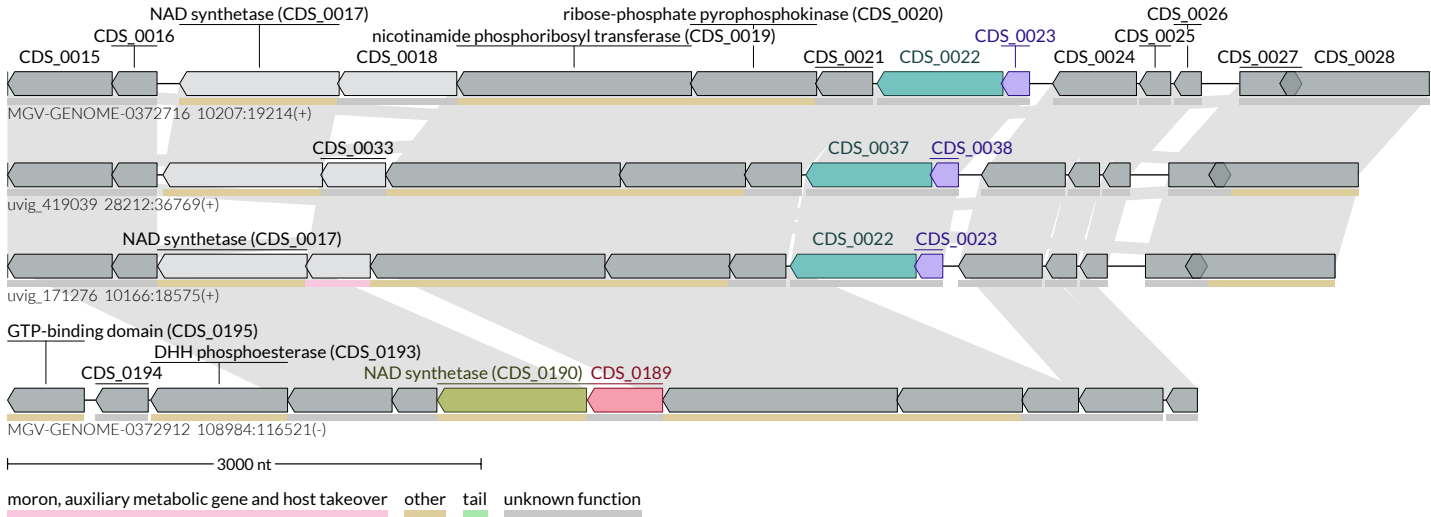 NAD synthetase (CDS_0017) ribose-phosphate pyrophosphokinase (CDS_0020) CDS_0026
CDS_0016 nicotinamide phosphoribosyl transferase (CDS_0019) CDS_0023 CDS_0025
CDS_0015 CDS_0018 CDS_0021 CDS_0022 CDS_0024 CDS_0027 CDS_0028
MGV-GENOME-0372716 10207:19214(+)
CDS_0033 CDS_0037 CDS_0038
uvig_419039 28212:36769(+)
NAD synthetase (CDS_0017) CDS_0022 CDS_0023
uvig_171276 10166:18575(+)
GTP-binding domain (CDS_0195)
DHH phosphoesterase (CDS_0193)
CDS_0194 NAD synthetase (CDS_0190) CDS_0189
MGV-GENOME-0372912 108984:116521(-)
3000 nt
moron, auxiliary metabolic gene and host takeover other tail unknown function